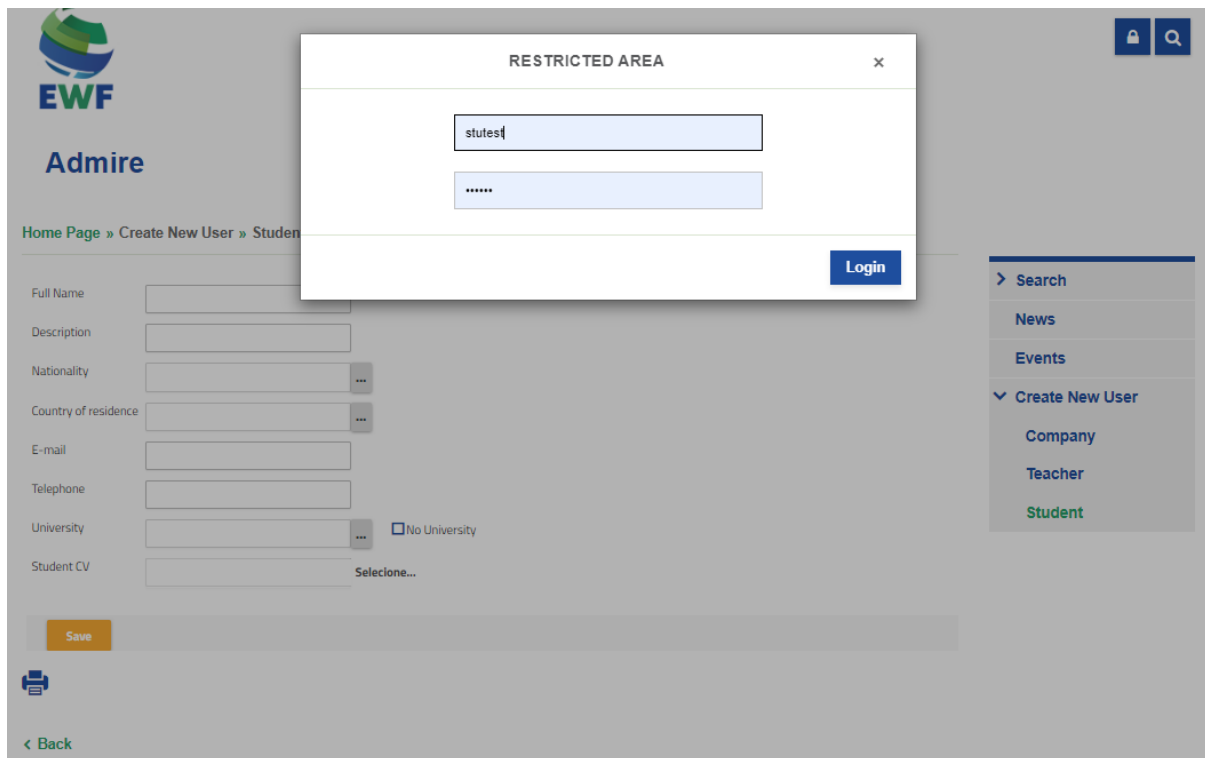 EWF
Admire
RESTRICTED AREA ×
stutest
••••••
Login
Home Page » Create New User » Studen
Full Name
Description
Nationality ...
Country of residence ...
E-mail
Telephone
University ... No University
Student CV Selecione...
Save
< Back
> Search
News
Events
Create New User
Company
Teacher
Student